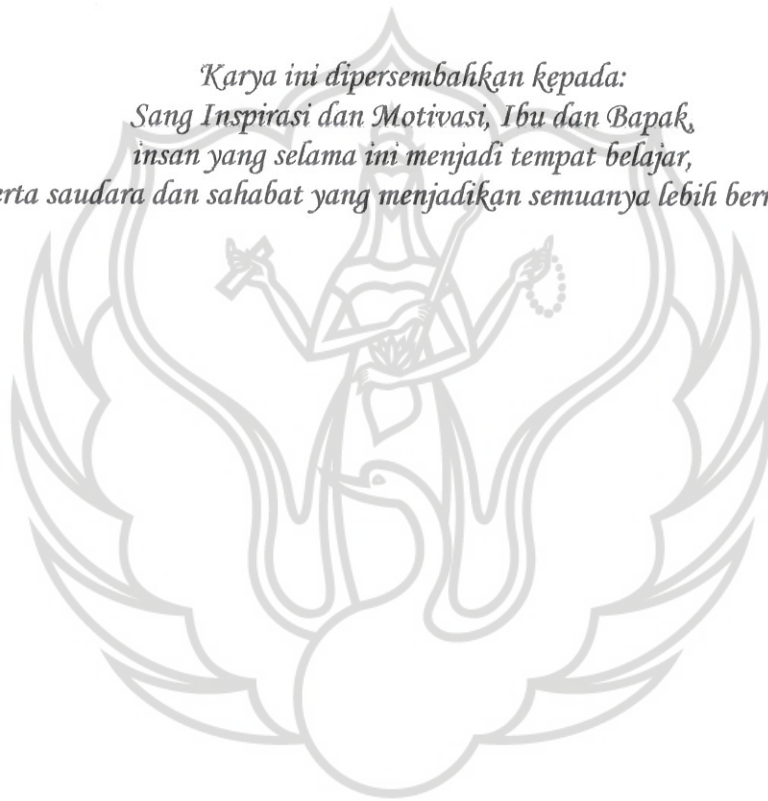 Karya ini dipersembahkan kepada:
Sang Inspirasi dan Motivasi, Ibu dan Bapak,
insan yang selama ini menjadi tempat belajar,
erta saudara dan sahabat yang menjadikan semuanya lebih